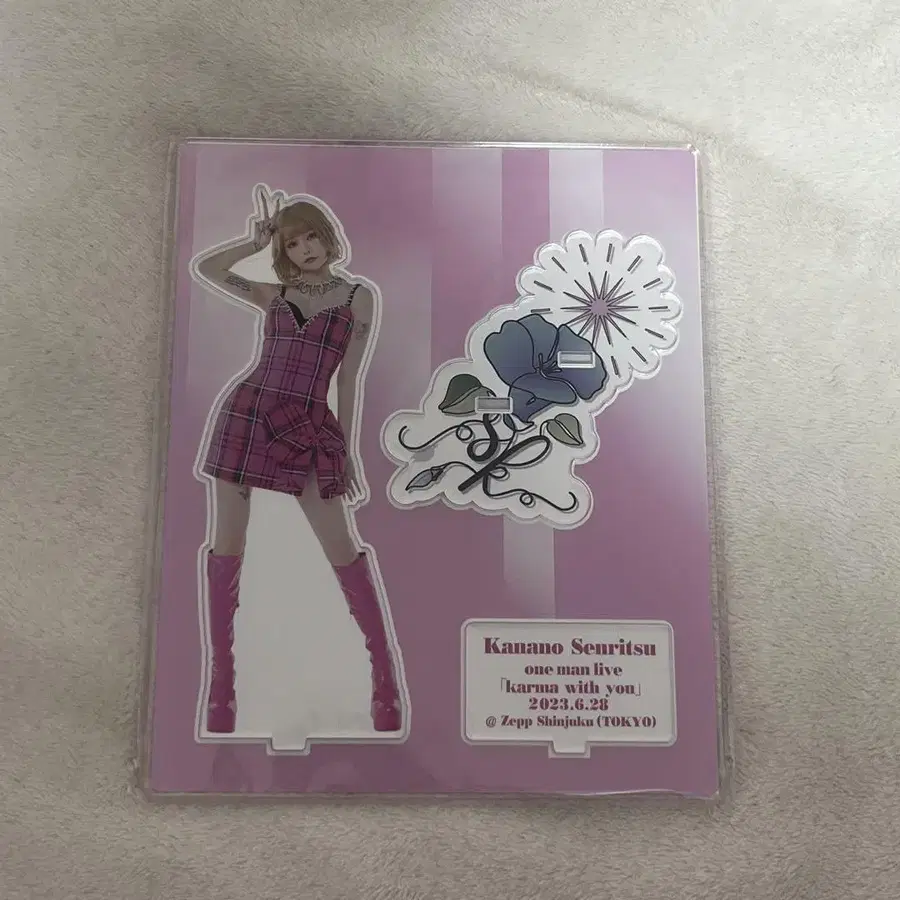 Kanano Senritsu
one man live
『karma with you』
2023.6.28
@ Zepp Shinjuku (TOKYO)